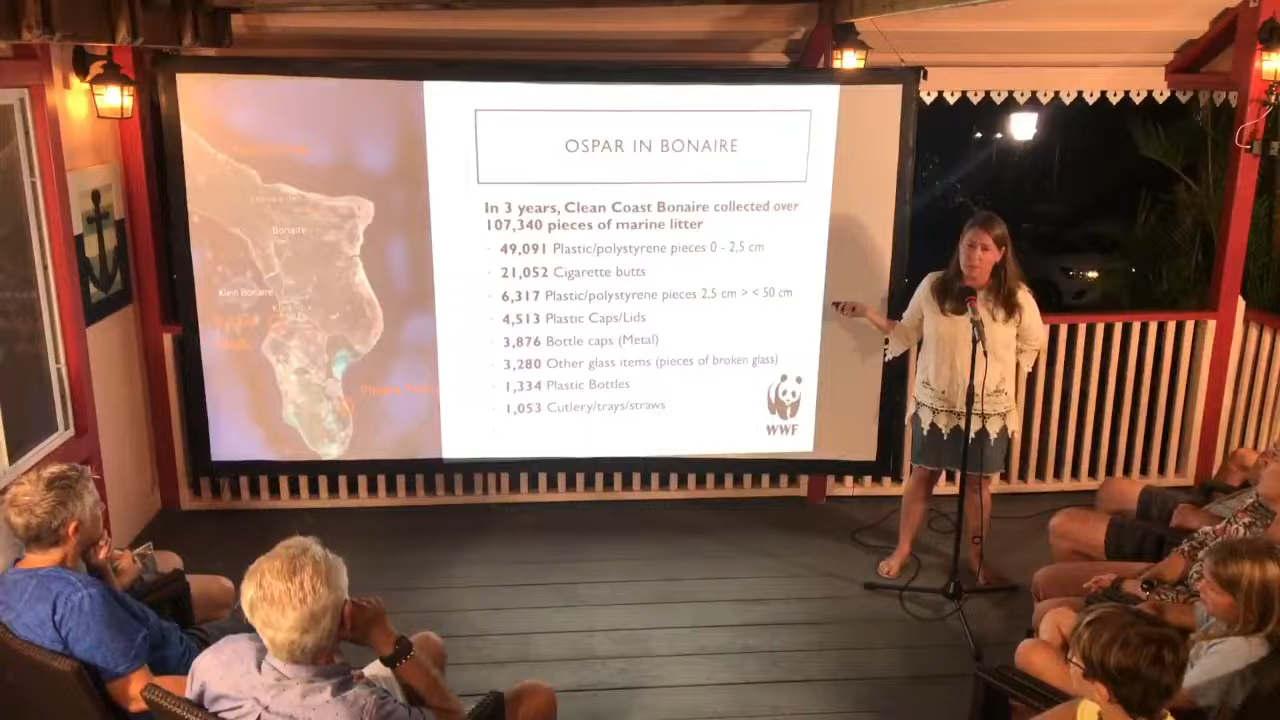 OSPAR IN BONAIRE
In 3 years, Clean Coast Bonaire collected over
107,340 pieces of marine litter
- 49,091 Plastic/polystyrene pieces 0 - 2,5 cm
- 21,052 Cigarette butts
- 6,317 Plastic/polystyrene pieces 2,5 cm > < 50 cm
- 4,513 Plastic Caps/Lids
- 3,876 Bottle caps (Metal)
- 3,280 Other glass items (pieces of broken glass)
- 1,334 Plastic Bottles
- 1,053 Cutlery/trays/straws
WWF
Bonaire
Klein Bonaire